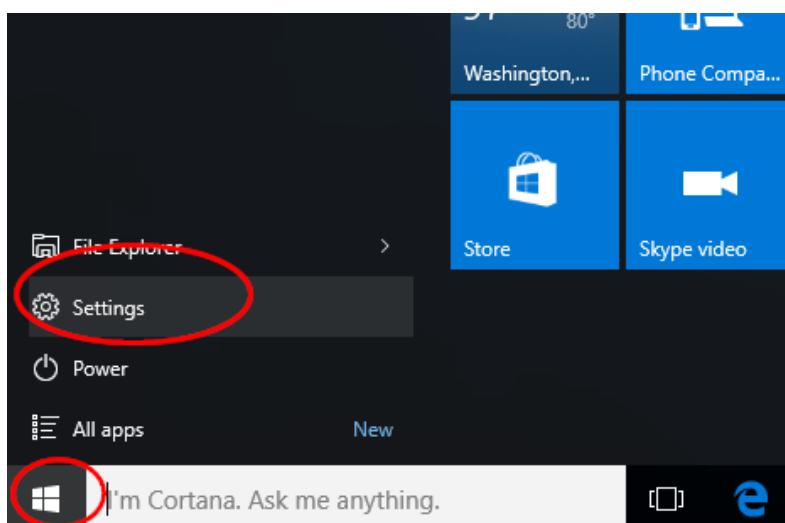 80°
Washington,...
Phone Compa...
File Explorer
Store
Skype video
Settings
Power
All apps
New
I'm Cortana. Ask me anything.